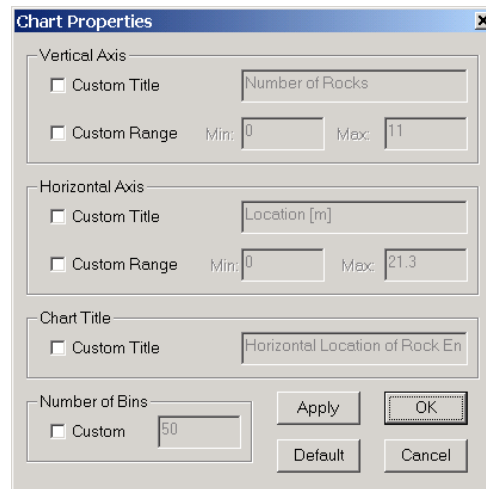 Chart Properties
Vertical Axis
Custom Title Number of Rocks
Custom Range Min: 0 Max: 11
Horizontal Axis
Custom Title Location [m]
Custom Range Min: 0 Max: 21.3
Chart Title
Custom Title Horizontal Location of Rock En
Number of Bins
Custom 50
Apply OK
Default Cancel